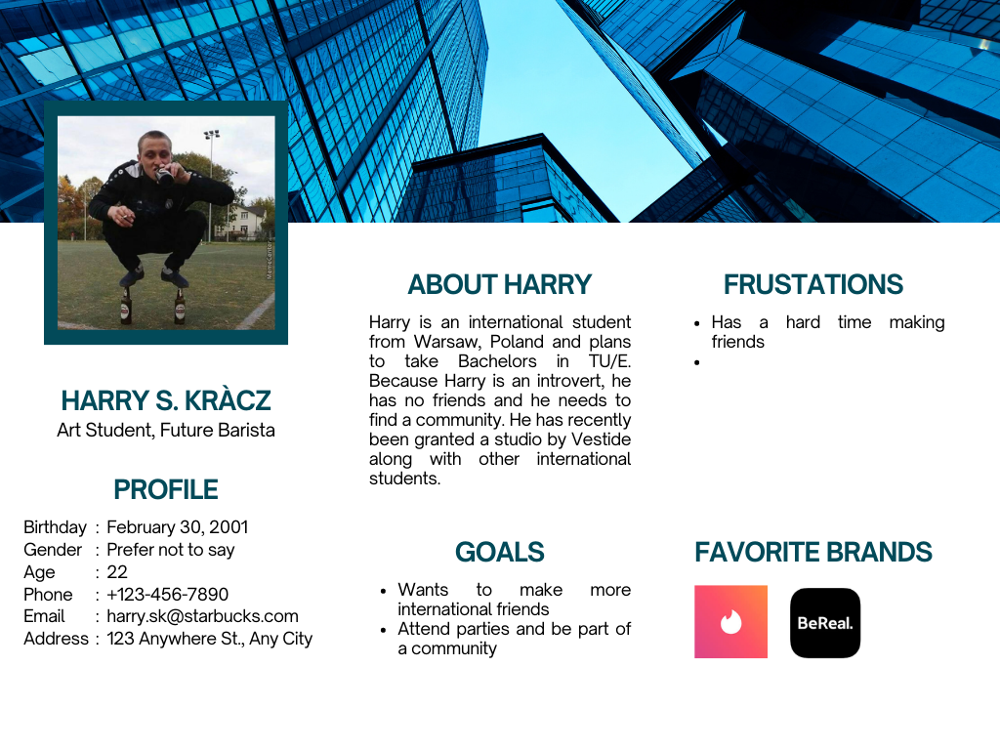 MemeCenter
HARRY S. KRÀCZ
Art Student, Future Barista
PROFILE
Birthday : February 30, 2001
Gender : Prefer not to say
Age : 22
Phone : +123-456-7890
Email : harry.sk@starbucks.com
Address : 123 Anywhere St., Any City
ABOUT HARRY
Harry is an international student
from Warsaw, Poland and plans
to take Bachelors in TU/E.
Because Harry is an introvert, he
has no friends and he needs to
find a community. He has recently
been granted a studio by Vestide
along with other international
students.
GOALS
• Wants to make more
international friends
• Attend parties and be part of
a community
FRUSTATIONS
• Has a hard time making
friends
•
FAVORITE BRANDS
BeReal.